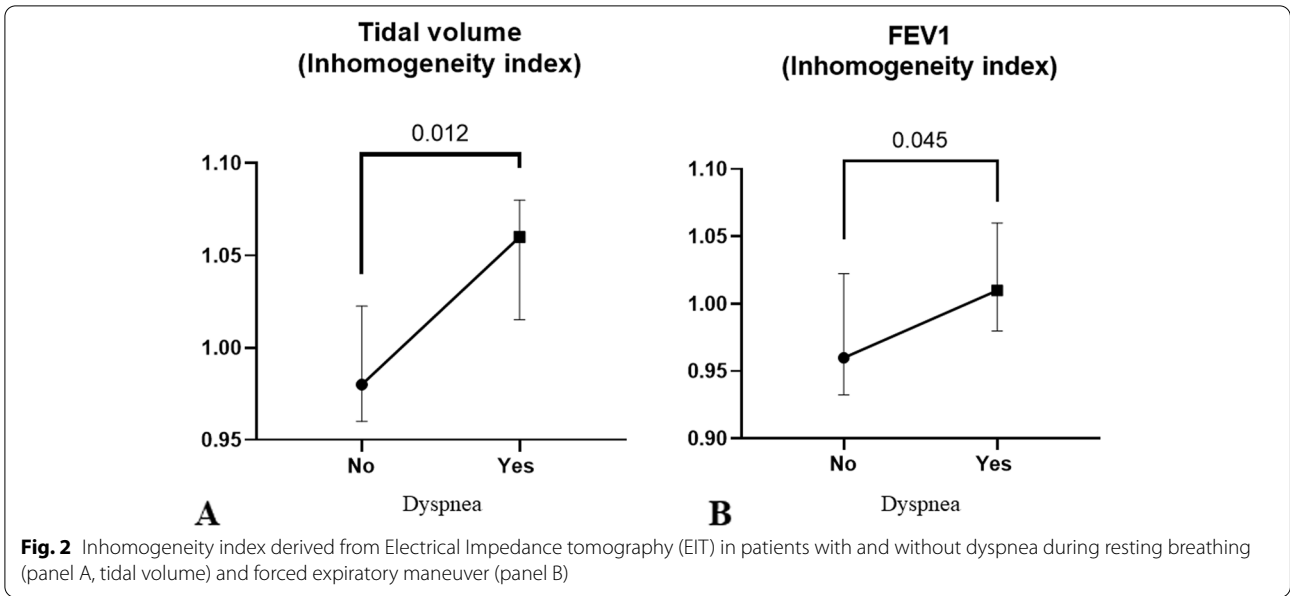 Tidal volume
(Inhomogeneity index)
0.012
1.10
1.05
1.00
0.95
No Yes
Dyspnea
A
FEV1
(Inhomogeneity index)
0.045
1.10
1.05
1.00
0.95
0.90
No Yes
Dyspnea
B
Fig. 2 Inhomogeneity index derived from Electrical Impedance tomography (EIT) in patients with and without dyspnea during resting breathing
(panel A, tidal volume) and forced expiratory maneuver (panel B)